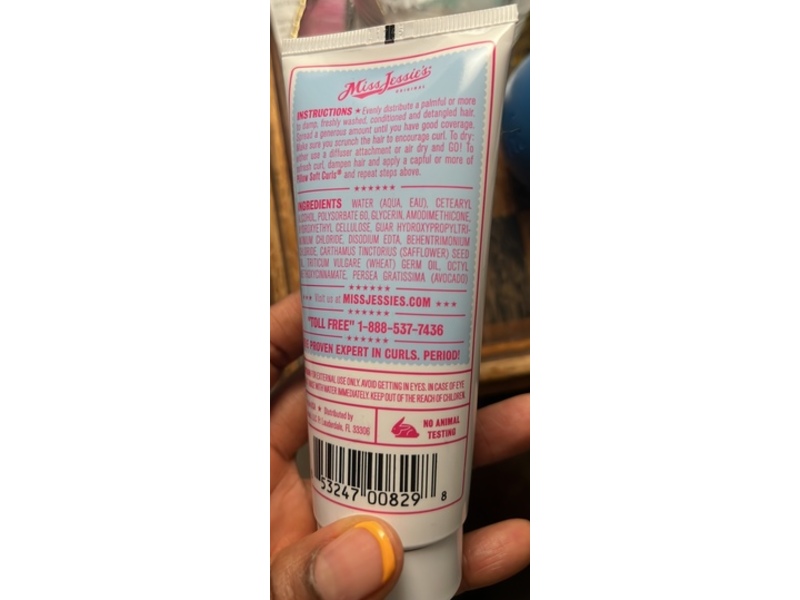 Miss Jessie's
ORIGINAL
INSTRUCTIONS ★ Evenly distribute a palmful or more
to damp, freshly washed, conditioned and detangled hair.
Spread a generous amount until you have good coverage.
Make sure you scrunch the hair to encourage curl. To dry:
either use a diffuser attachment or air dry and GO! To
refresh curl, dampen hair and apply a capful or more of
Pillow Soft Curls® and repeat steps above.
INGREDIENTS WATER (AQUA, EAU), CETEARYL
ALCOHOL, POLYSORBATE 60, GLYCERIN, AMODIMETHICONE,
HYDROXYETHYL CELLULOSE, GUAR HYDROXYPROPYLTRI-
MONIUM CHLORIDE, DISODIUM EDTA, BEHENTRIMONIUM
CHLORIDE, CARTHAMUS TINCTORIUS (SAFFLOWER) SEED
OIL, TRITICUM VULGARE (WHEAT) GERM OIL, OCTYL
METHOXYCINNAMATE, PERSEA GRATISSIMA (AVOCADO)
★★★ Visit us at MISSJESSIES.COM ★★★
"TOLL FREE" 1-888-537-7436
PROVEN EXPERT IN CURLS. PERIOD!
FOR EXTERNAL USE ONLY. AVOID GETTING IN EYES. IN CASE OF EYE
WITH WATER IMMEDIATELY. KEEP OUT OF THE REACH OF CHILDREN.
★ Distributed by
Ft Lauderdale, FL 33306
NO ANIMAL
TESTING
53247 00829 8